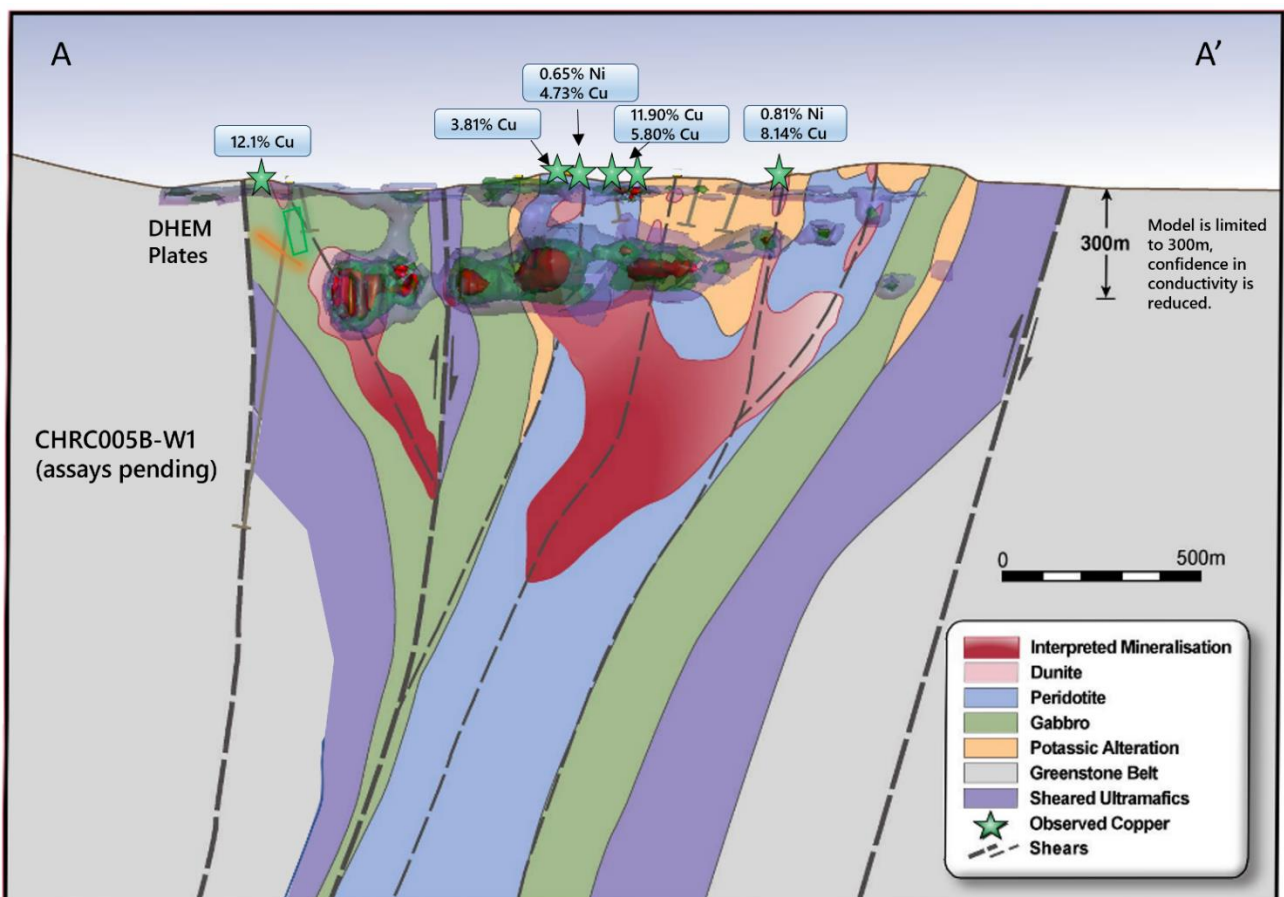 A
A'
0.65% Ni
4.73% Cu
3.81% Cu
11.90% Cu
5.80% Cu
0.81% Ni
8.14% Cu
12.1% Cu
DHEM
Plates
300m
Model is limited
to 300m,
confidence in
conductivity is
reduced.
CHRC005B-W1
(assays pending)
0
500m
Interpreted Mineralisation
Dunite
Peridotite
Gabbro
Potassic Alteration
Greenstone Belt
Sheared Ultramafics
Observed Copper
Shears